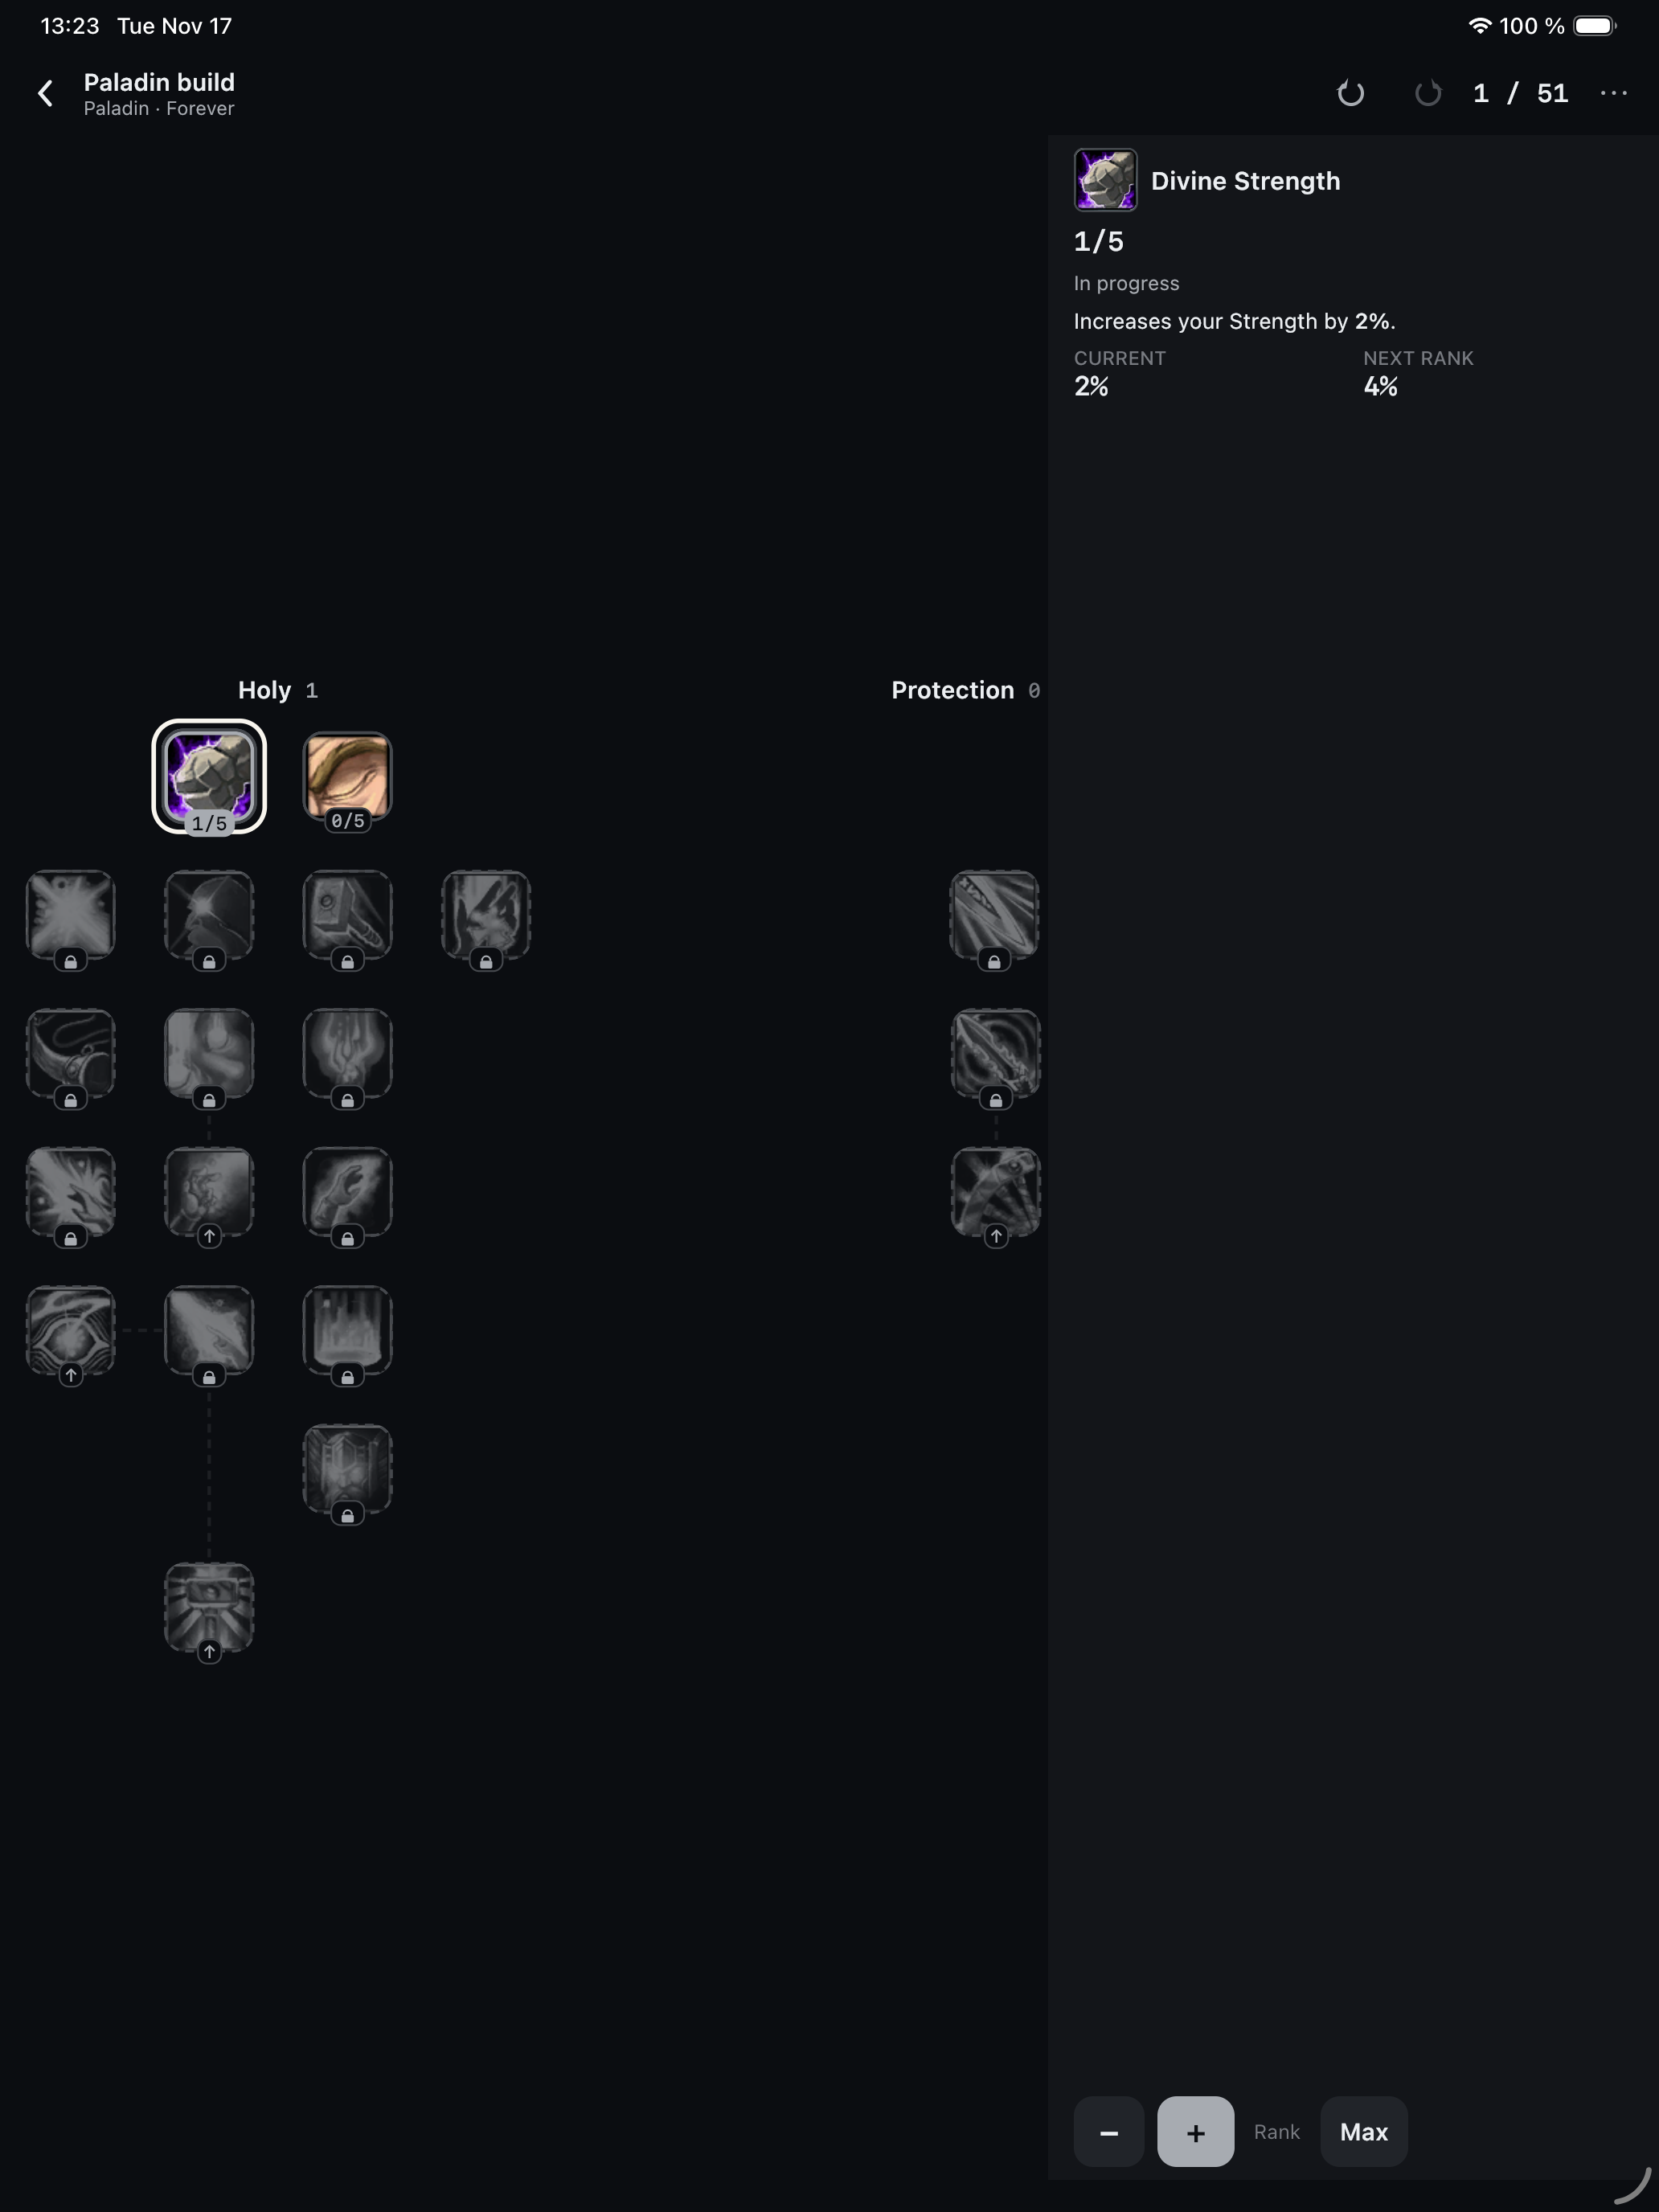 13:23 Tue Nov 17
100 %
Paladin build
Paladin · Forever
1 / 51
Divine Strength
1/5
In progress
Increases your Strength by 2%.
CURRENT NEXT RANK
2% 4%
Holy 1
Protection 0
1/5
0/5
− + Rank Max